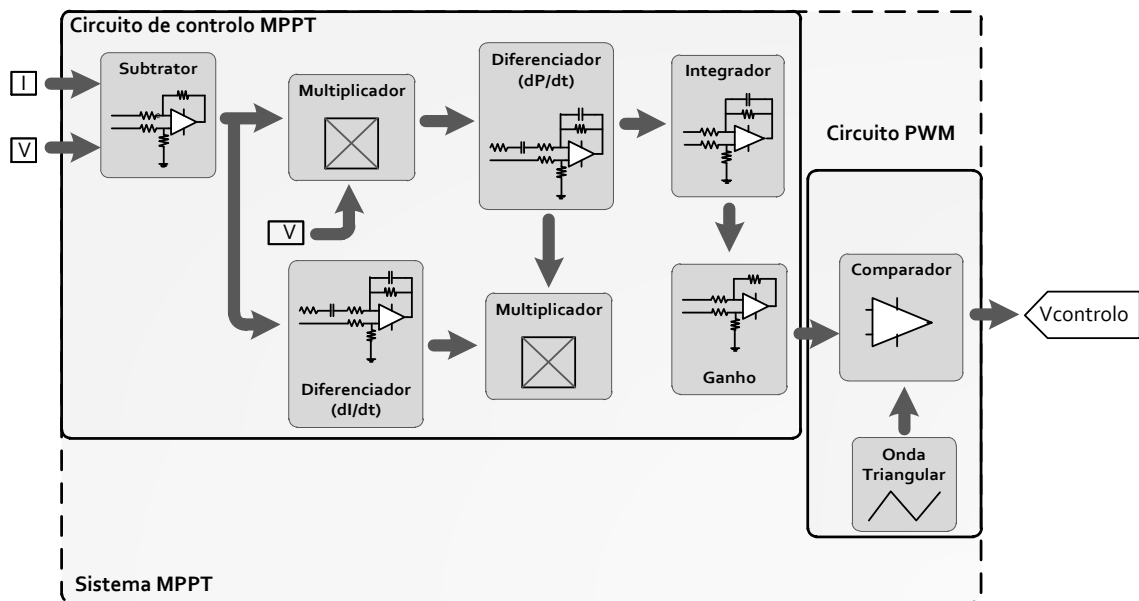 Circuito de controlo MPPT
I
V
Subtrator
Multiplicador
V
Diferenciador
(dP/dt)
Integrador
Diferenciador
(dI/dt)
Multiplicador
Ganho
Circuito PWM
Comparador
Onda
Triangular
Vcontrolo
Sistema MPPT